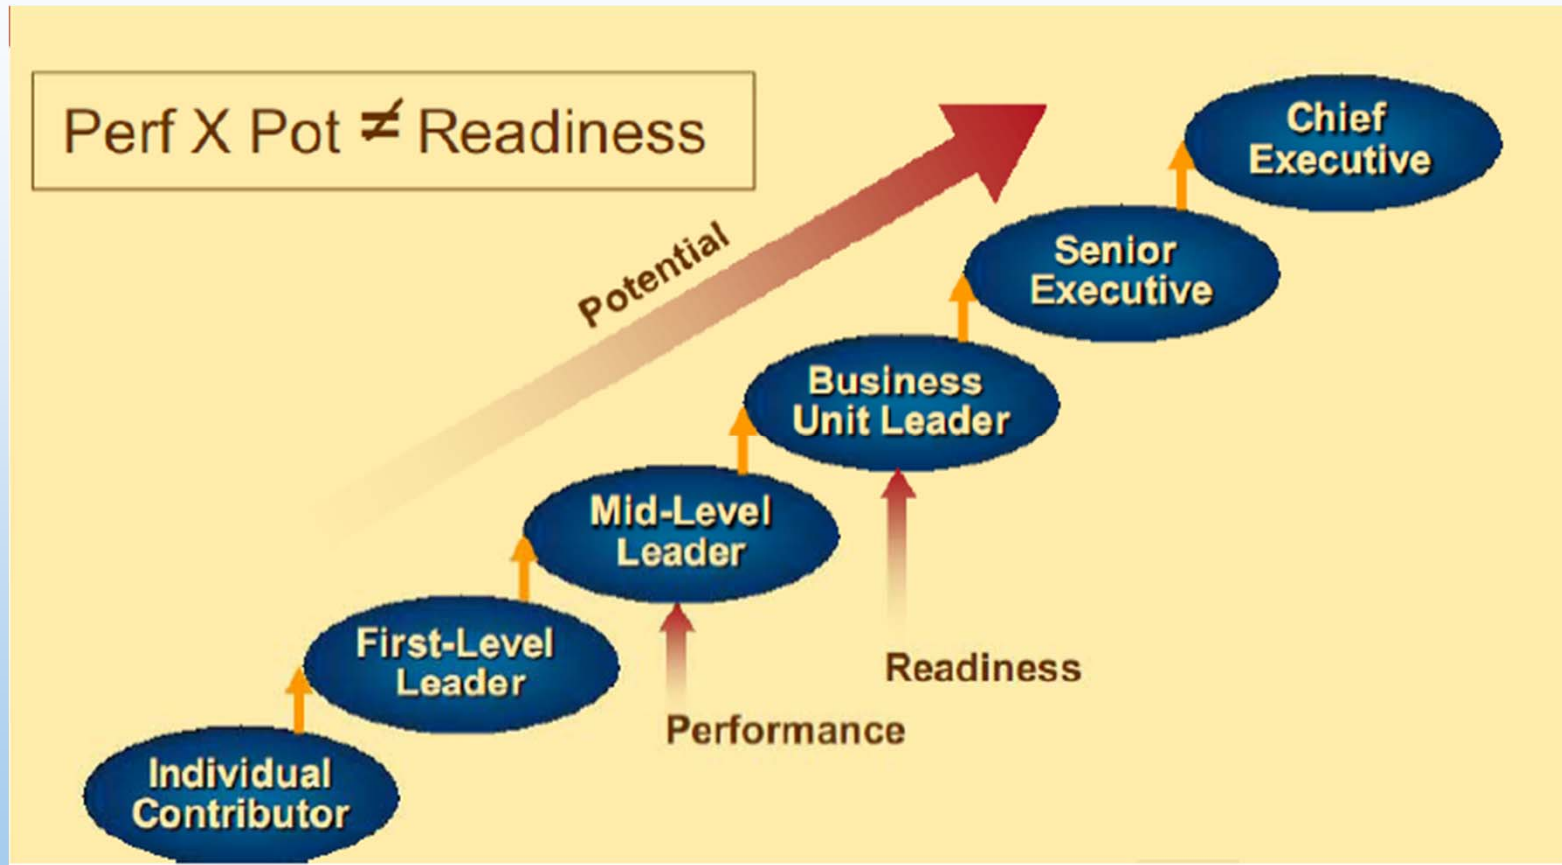 Perf X Pot ≠ Readiness
Chief
Executive
Potential
Senior
Executive
Business
Unit Leader
Mid-Level
Leader
First-Level
Leader
Readiness
Performance
Individual
Contributor